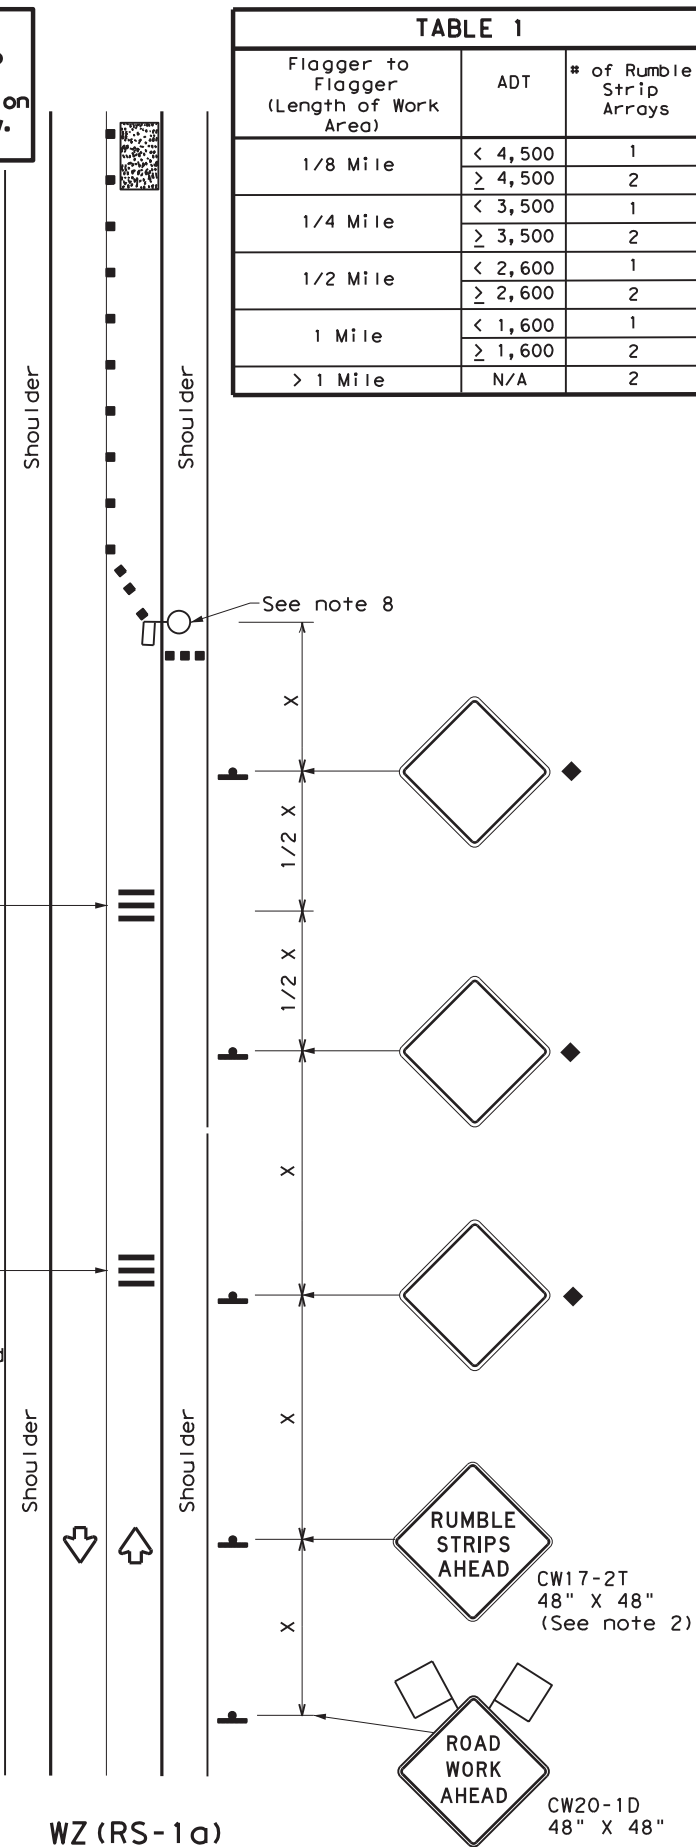 on
TABLE 1
Flagger to
Flagger
(Length of Work
Area)
ADT
# of Rumble
Strip
Arrays
1/8 Mile
< 4,500
1
≥ 4,500
2
1/4 Mile
< 3,500
1
≥ 3,500
2
1/2 Mile
< 2,600
1
≥ 2,600
2
1 Mile
< 1,600
1
≥ 1,600
2
> 1 Mile
N/A
2
Shoulder
Shoulder
See note 8
X
1/2 X
1/2 X
X
X
X
Shoulder
Shoulder
RUMBLE
STRIPS
AHEAD
CW17-2T
48" X 48"
(See note 2)
ROAD
WORK
AHEAD
CW20-1D
48" X 48"
WZ(RS-1a)